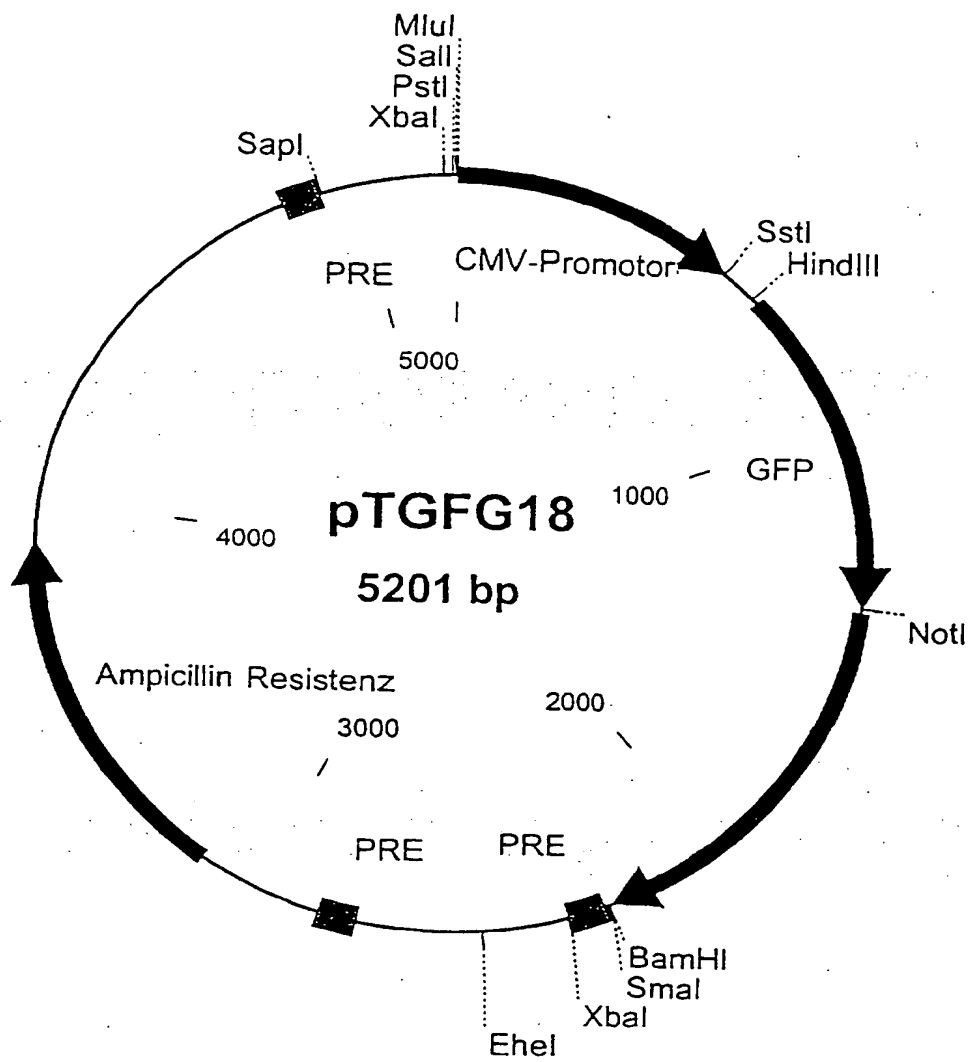 MluI
SalI
PstI
XbaI
SapI
SstI
HindIII
CMV-Promotor
PRE
5000
GFP
1000
pTGFG18
4000
5201 bp
NotI
Ampicillin Resistenz
2000
3000
PRE
PRE
BamHI
SmaI
XbaI
EheI